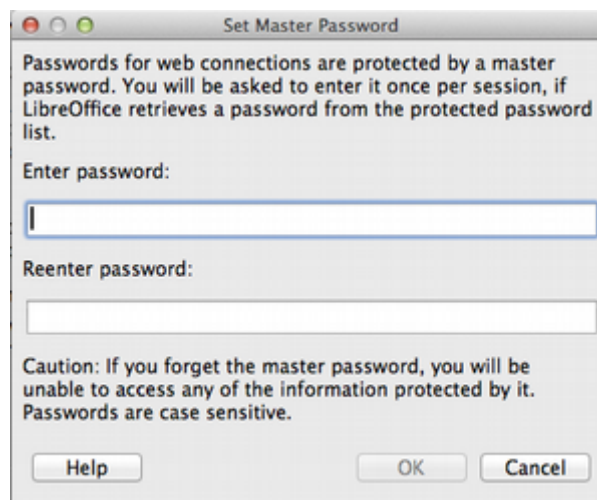 Set Master Password
Passwords for web connections are protected by a master
password. You will be asked to enter it once per session, if
LibreOffice retrieves a password from the protected password
list.
Enter password:
Reenter password:
Caution: If you forget the master password, you will be
unable to access any of the information protected by it.
Passwords are case sensitive.
Help OK Cancel